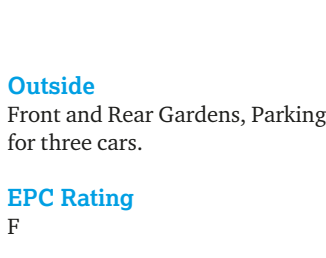 Outside
Front and Rear Gardens, Parking
for three cars.
EPC Rating
F